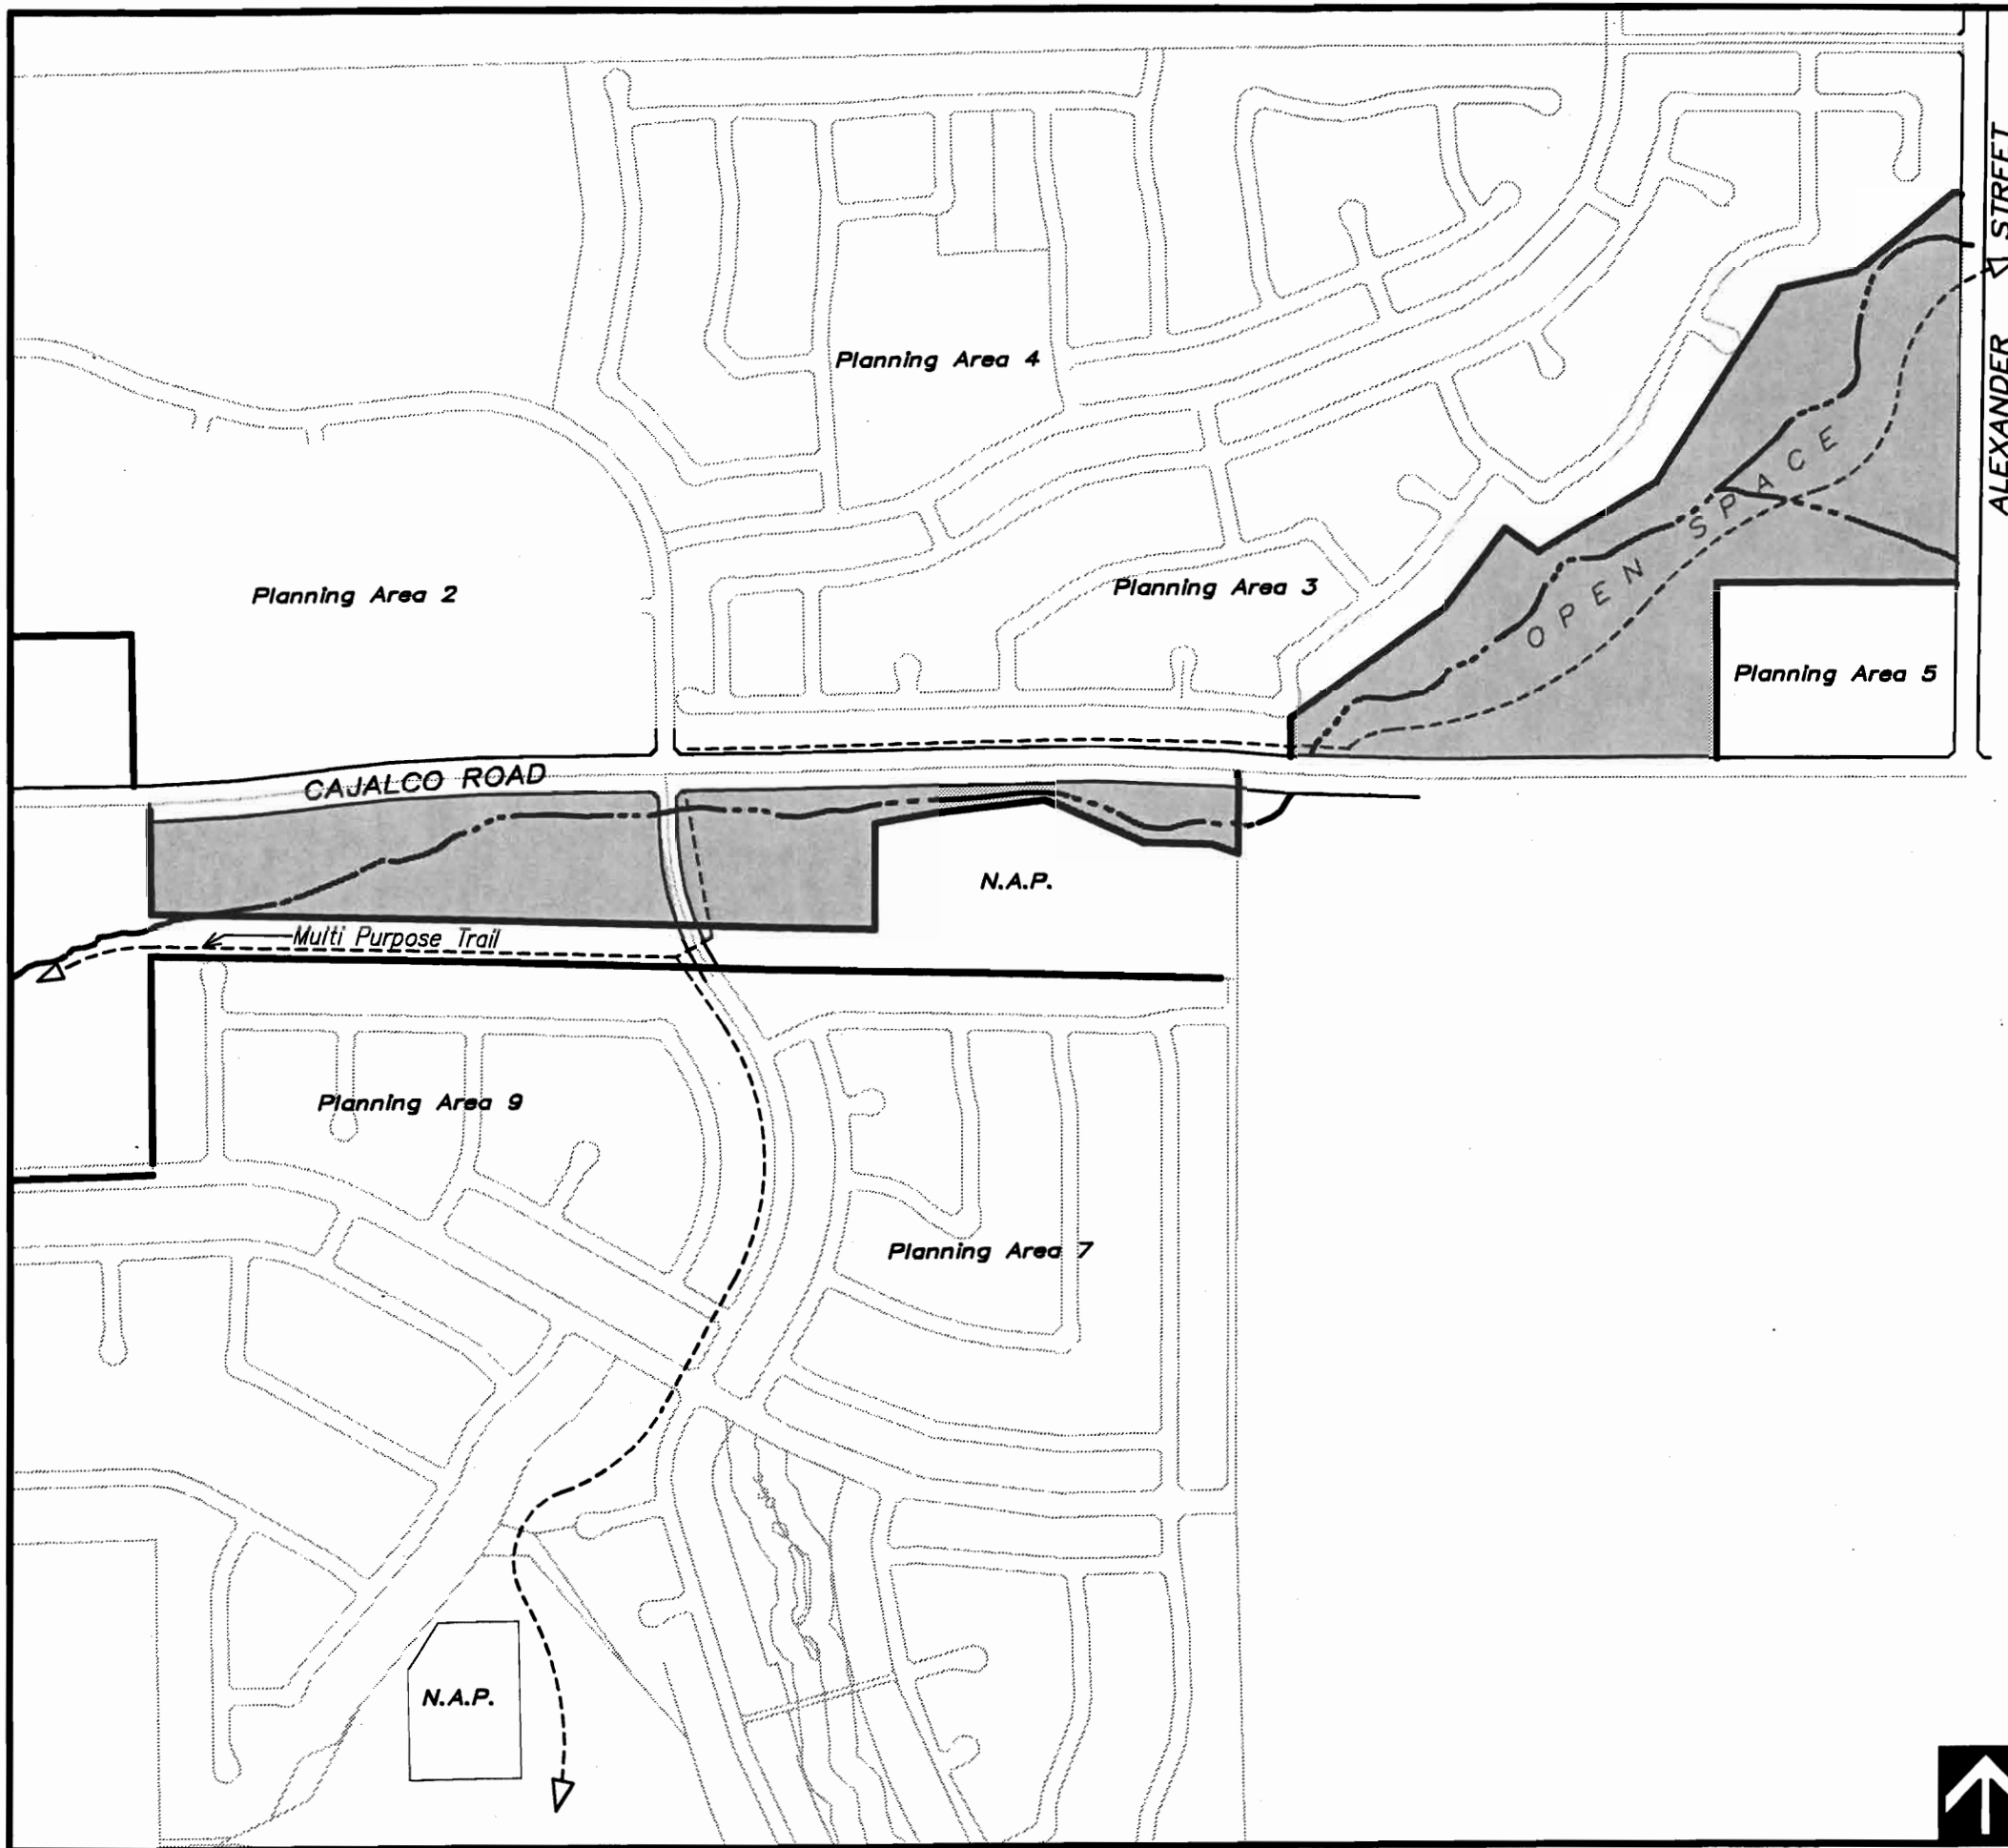 ALEXANDER STREET
Planning Area 4
OPEN SPACE
Planning Area 2
Planning Area 3
Planning Area 5
CAJALCO ROAD
N.A.P.
Multi Purpose Trail
Planning Area 9
Planning Area 7
N.A.P.